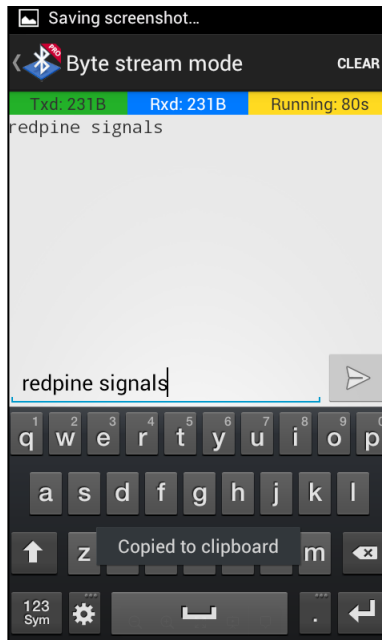 Saving screenshot...
PRO
Byte stream mode
CLEAR
Txd: 231B Rxd: 231B Running: 80s
redpine signals
redpine signals
1 2 3 4 5 6 7 8 9 0
q w e r t y u i o p
a s d f g h j k l
z m
Copied to clipboard
123
Sym
.